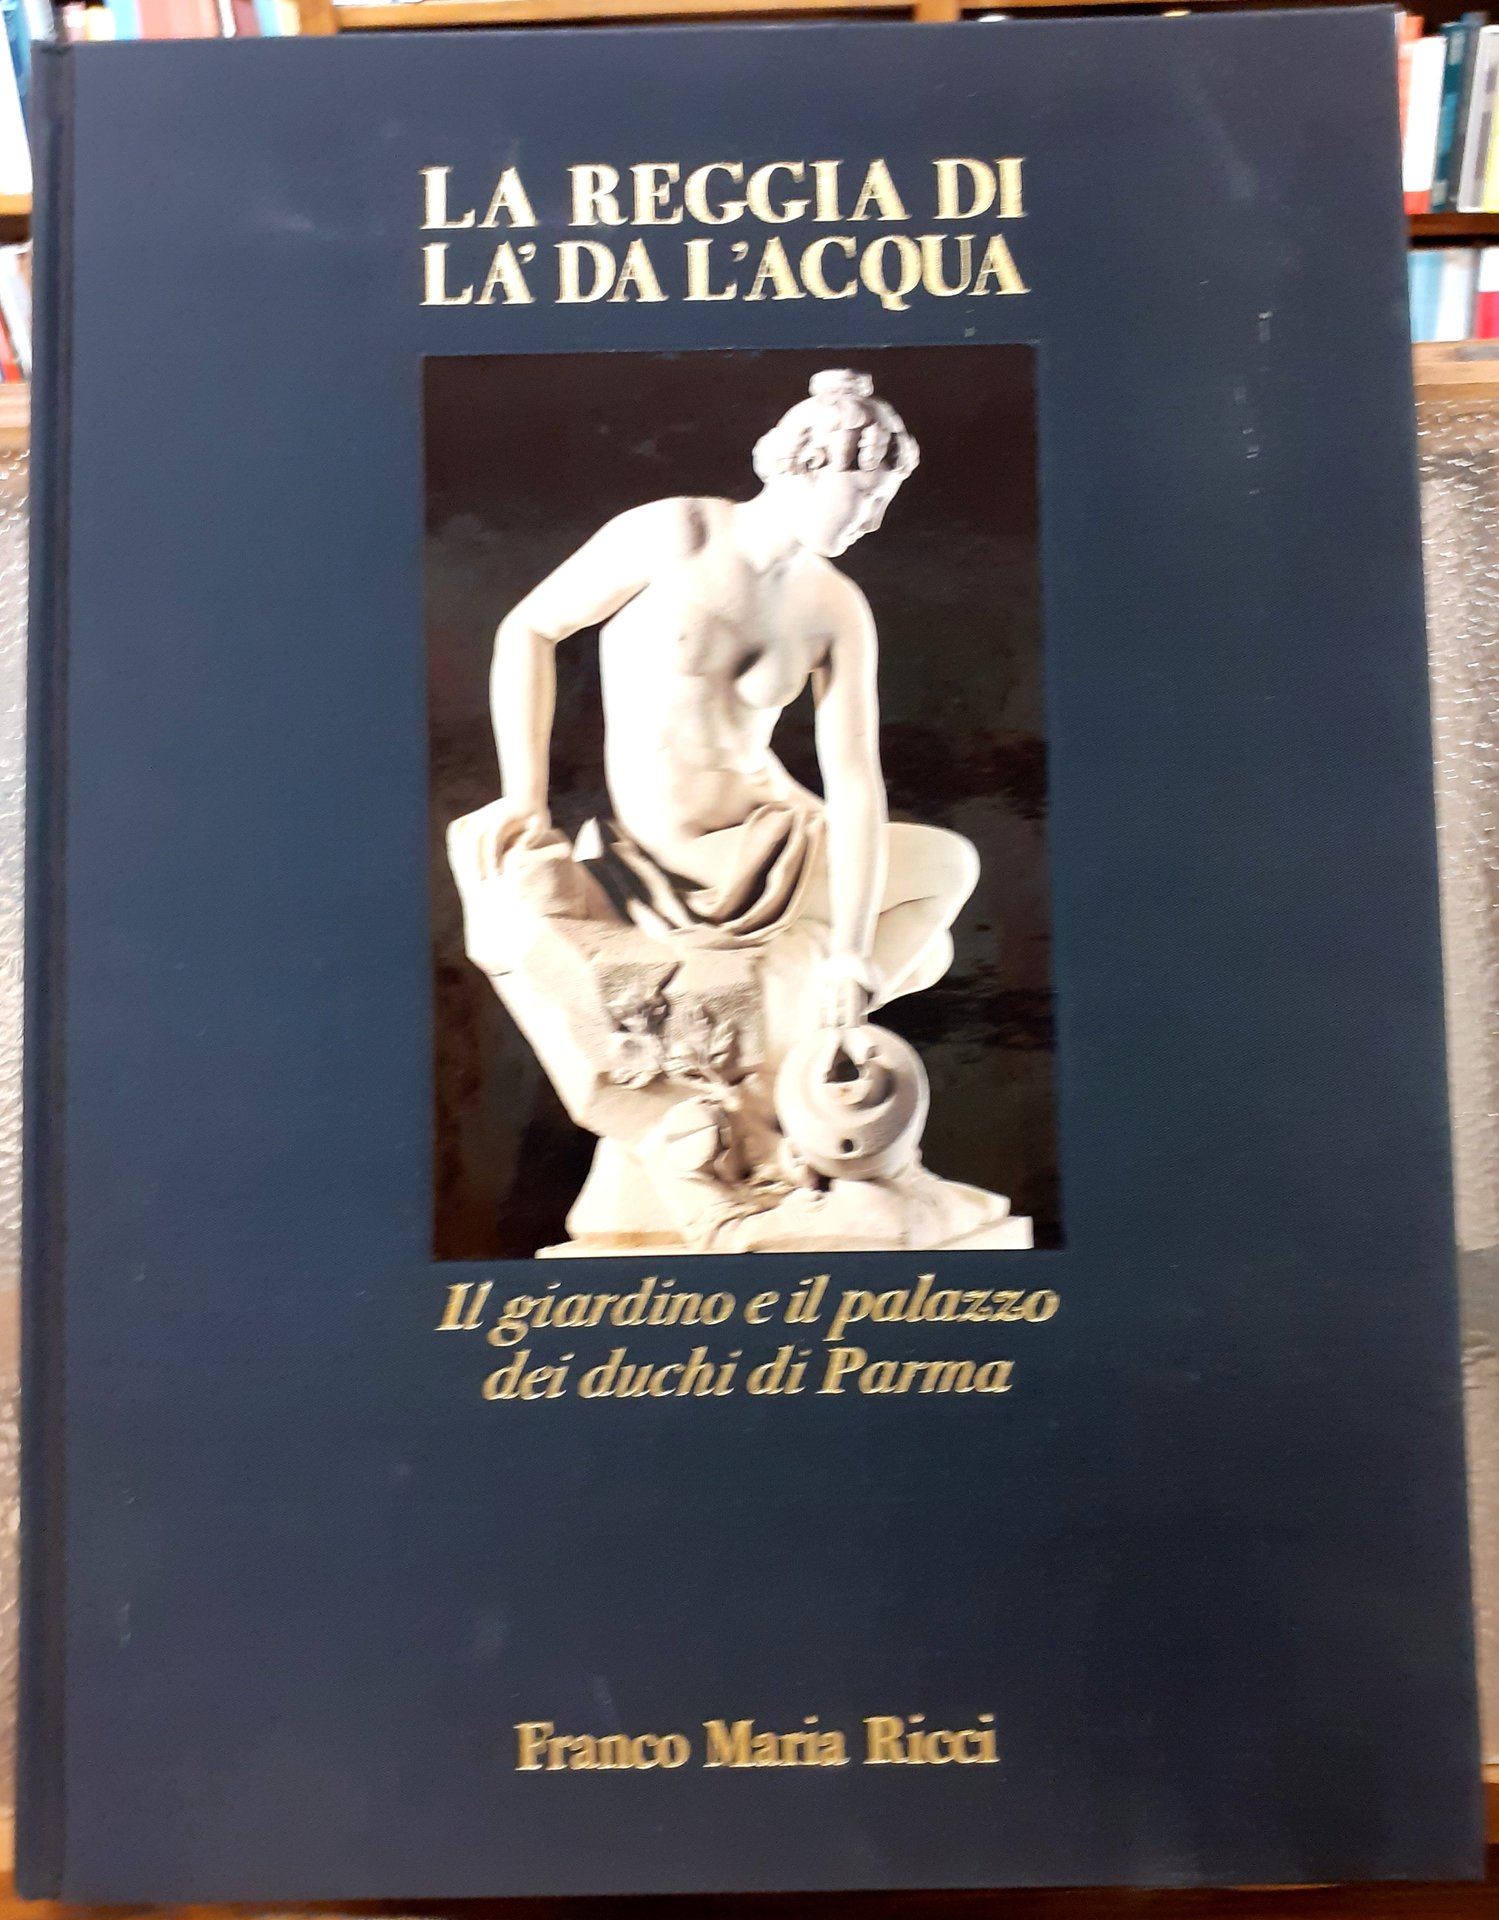 LA REGGIA DI
LA' DA L'ACQUA
Il giardino e il palazzo
dei duchi di Parma
Franco Maria Ricci